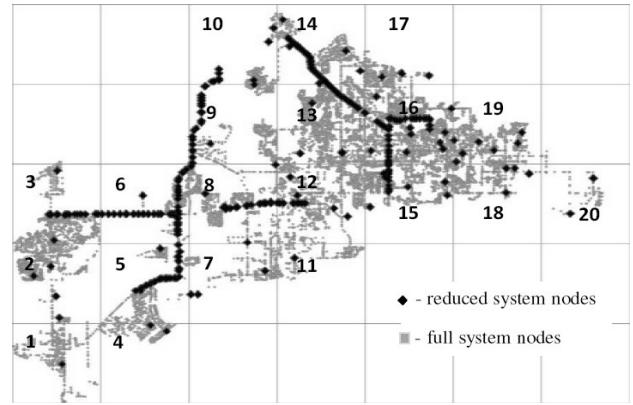 10 14 17
9 13 16 19
3 6 8 12
15 18 20
2 5 7 11
- reduced system nodes
1 4 - full system nodes